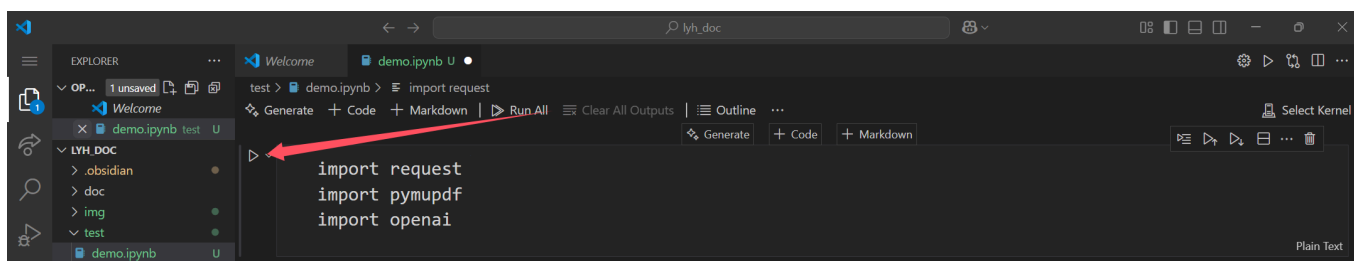 lyh_doc
EXPLORER
Welcome
demo.ipynb U
OP... 1 unsaved
Welcome
demo.ipynb test U
LYH_DOC
.obsidian
doc
img
test
demo.ipynb U
test > demo.ipynb > import request
Generate + Code + Markdown | Run All Clear All Outputs | Outline ...
Select Kernel
Generate + Code + Markdown
import request
import pymupdf
import openai
Plain Text
1